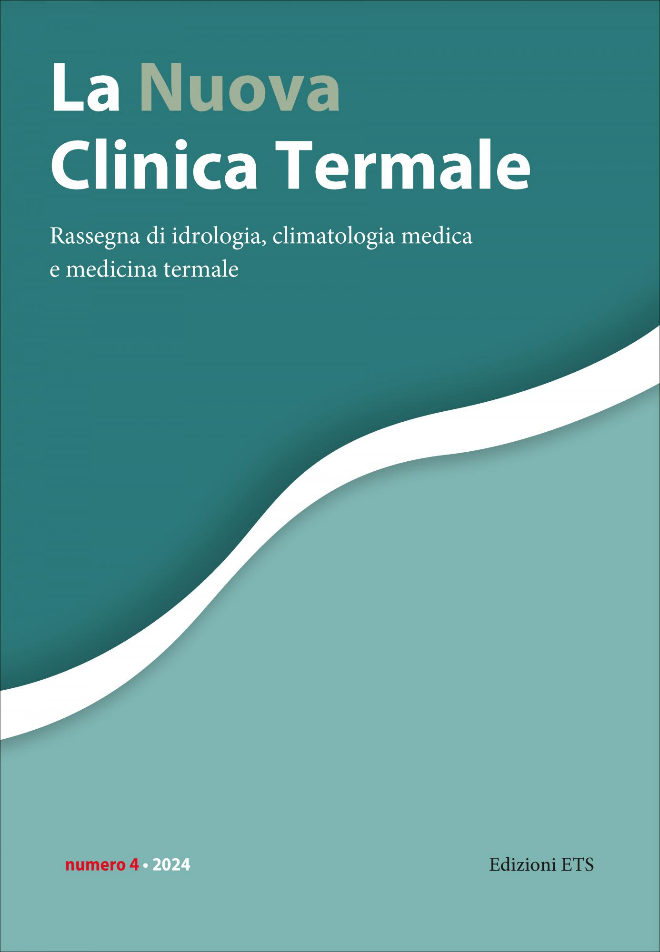 La Nuova
Clinica Termale
Rassegna di idrologia, climatologia medica
e medicina termale
numero 4 • 2024
Edizioni ETS